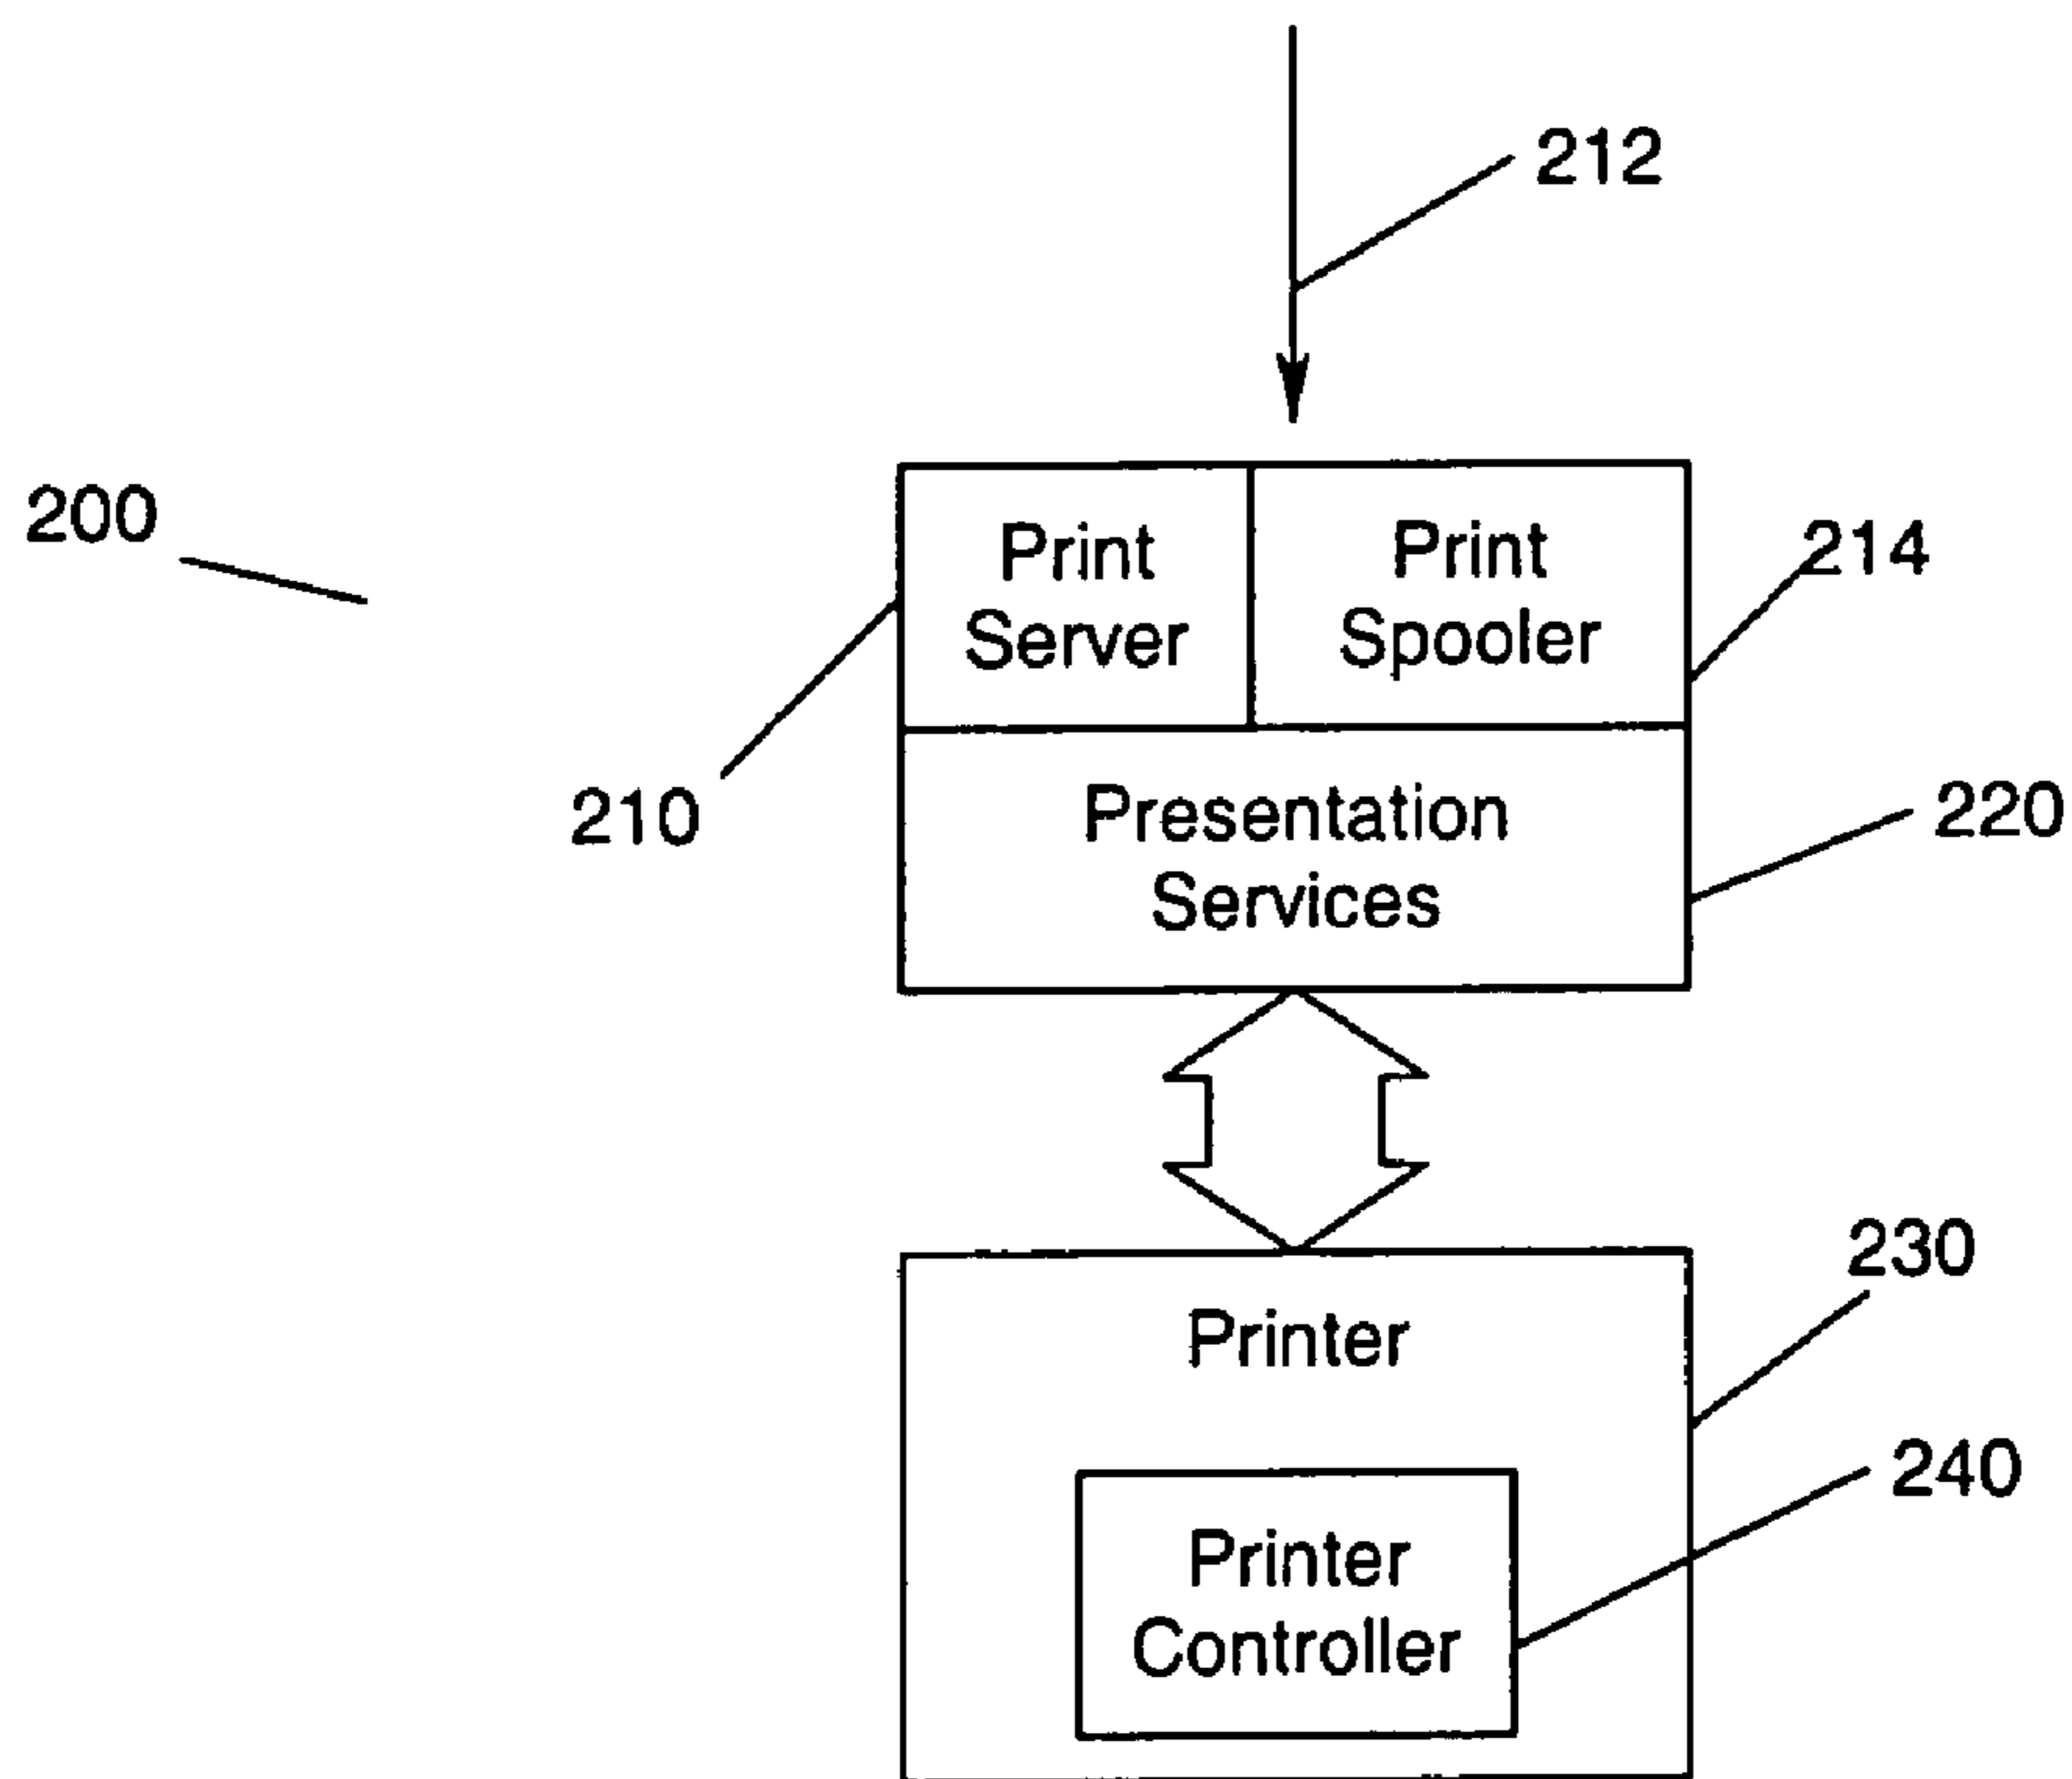 212
200
Print
Server
Print
Spooler
214
210
Presentation
Services
220
230
Printer
240
Printer
Controller